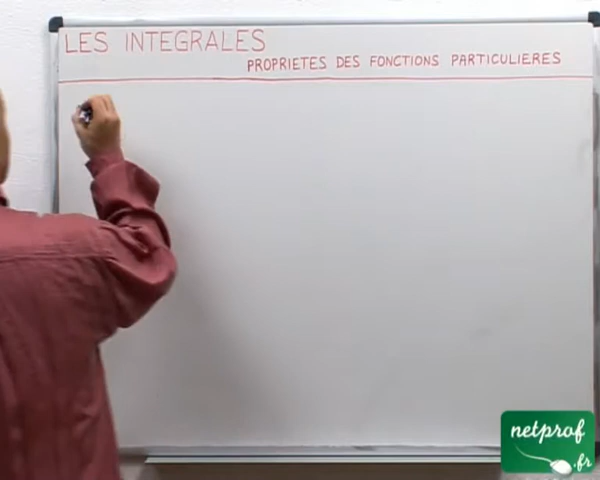 LES INTEGRALES
PROPRIETES DES FONCTIONS PARTICULIERES
netprof
.fr